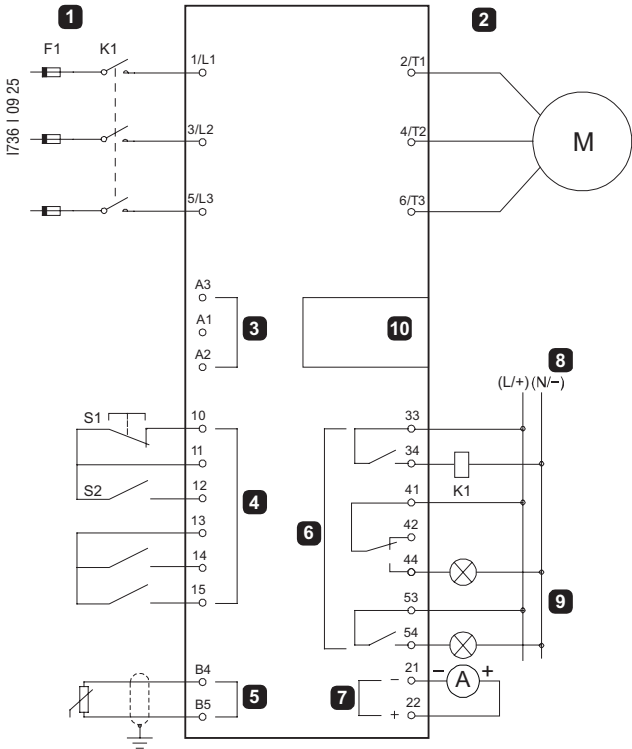 1
2
F1 K1
1/L1
2/T1
I736 I 09 25
3/L2
4/T2
M
5/L3
6/T3
A3
A1
3
10
A2
8
(L/+) (N/–)
S1
10
33
11
34
K1
S2
12
41
4
13
42
6
14
44
15
53
9
54
B4
21
– A +
5
7
–
B5
22
+